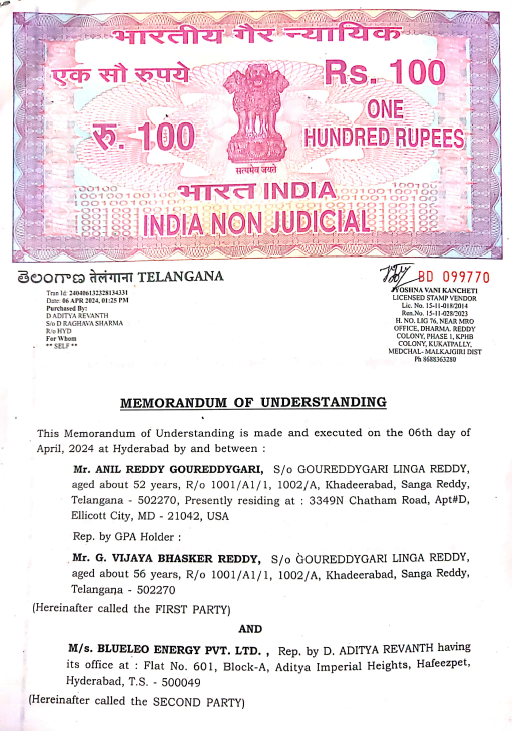 भारतीय गैर न्यायिक
एक सौ रुपये
Rs. 100
रु. 100
ONE
HUNDRED RUPEES
सत्यमेव जयते
भारत INDIA
INDIA NON JUDICIAL
తెలంగాణ तेलंगाना TELANGANA
Tran Id: 240406132328134331
Date: 06 APR 2024, 01:25 PM
Purchased By:
D ADITYA REVANTH
S/o D RAGHAVA SHARMA
R/o HYD
For Whom
** SELF **
BD 099770
JYOSHNA VANI KANCHETI
LICENSED STAMP VENDOR
Lic. No. 15-11-018/2014
Ren.No. 15-11-028/2023
H. NO. LIG 76, NEAR MRO
OFFICE, DHARMA. REDDY
COLONY, PHASE 1, KPHB
COLONY, KUKATPALLY,
MEDCHAL- MALKAJGIRI DIST
Ph 8688363280
MEMORANDUM OF UNDERSTANDING
This Memorandum of Understanding is made and executed on the 06th day of
April, 2024 at Hyderabad by and between :
Mr. ANIL REDDY GOUREDDYGARI, S/o GOUREDDYGARI LINGA REDDY,
aged about 52 years, R/o 1001/A1/1, 1002/A, Khadeerabad, Sanga Reddy,
Telangana - 502270, Presently residing at : 3349N Chatham Road, Apt#D,
Ellicott City, MD - 21042, USA
Rep. by GPA Holder :
Mr. G. VIJAYA BHASKER REDDY, S/o GOUREDDYGARI LINGA REDDY,
aged about 56 years, R/o 1001/A1/1, 1002/A, Khadeerabad, Sanga Reddy,
Telangana - 502270
(Hereinafter called the FIRST PARTY)
AND
M/s. BLUELEO ENERGY PVT. LTD. , Rep. by D. ADITYA REVANTH having
its office at : Flat No. 601, Block-A, Aditya Imperial Heights, Hafeezpet,
Hyderabad, T.S. - 500049
(Hereinafter called the SECOND PARTY)